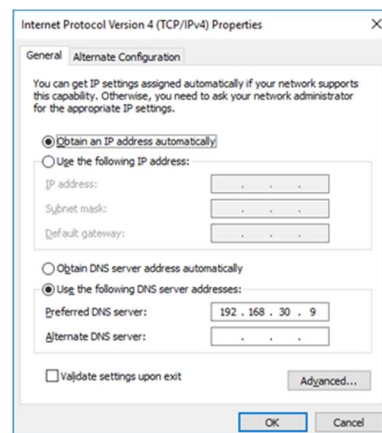 Internet Protocol Version 4 (TCP/IPv4) Properties
General
Alternate Configuration
You can get IP settings assigned automatically if your network supports
this capability. Otherwise, you need to ask your network administrator
for the appropriate IP settings.
Obtain an IP address automatically
Use the following IP address:
IP address:
Subnet mask:
Default gateway:
Obtain DNS server address automatically
Use the following DNS server addresses:
Preferred DNS server: 192 . 168 . 30 . 9
Alternate DNS server:
Validate settings upon exit
Advanced...
OK Cancel